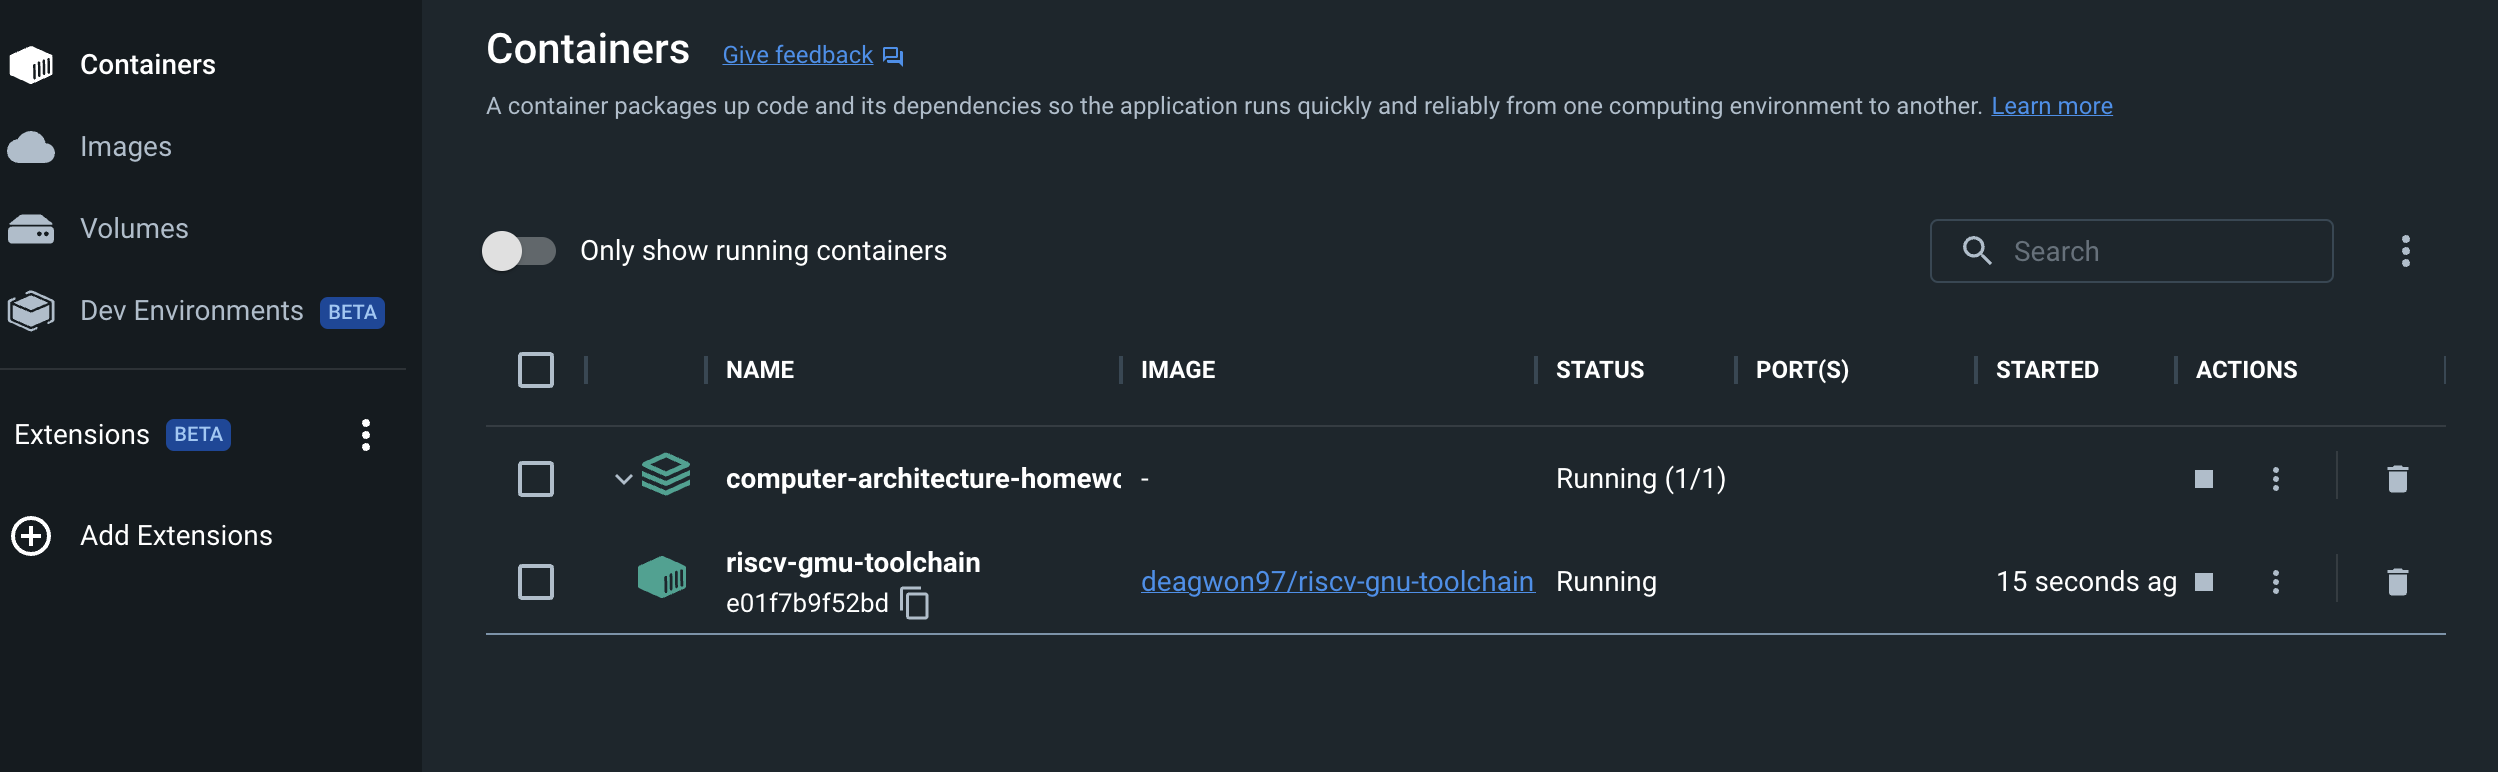 Containers
Images
Volumes
Dev Environments BETA
Extensions BETA
Add Extensions
Containers Give feedback
A container packages up code and its dependencies so the application runs quickly and reliably from one computing environment to another. Learn more
Only show running containers
Search
NAME IMAGE STATUS PORT(S) STARTED ACTIONS
computer-architecture-homewo - Running (1/1)
riscv-gmu-toolchain
e01f7b9f52bd
deagwon97/riscv-gnu-toolchain Running 15 seconds ag